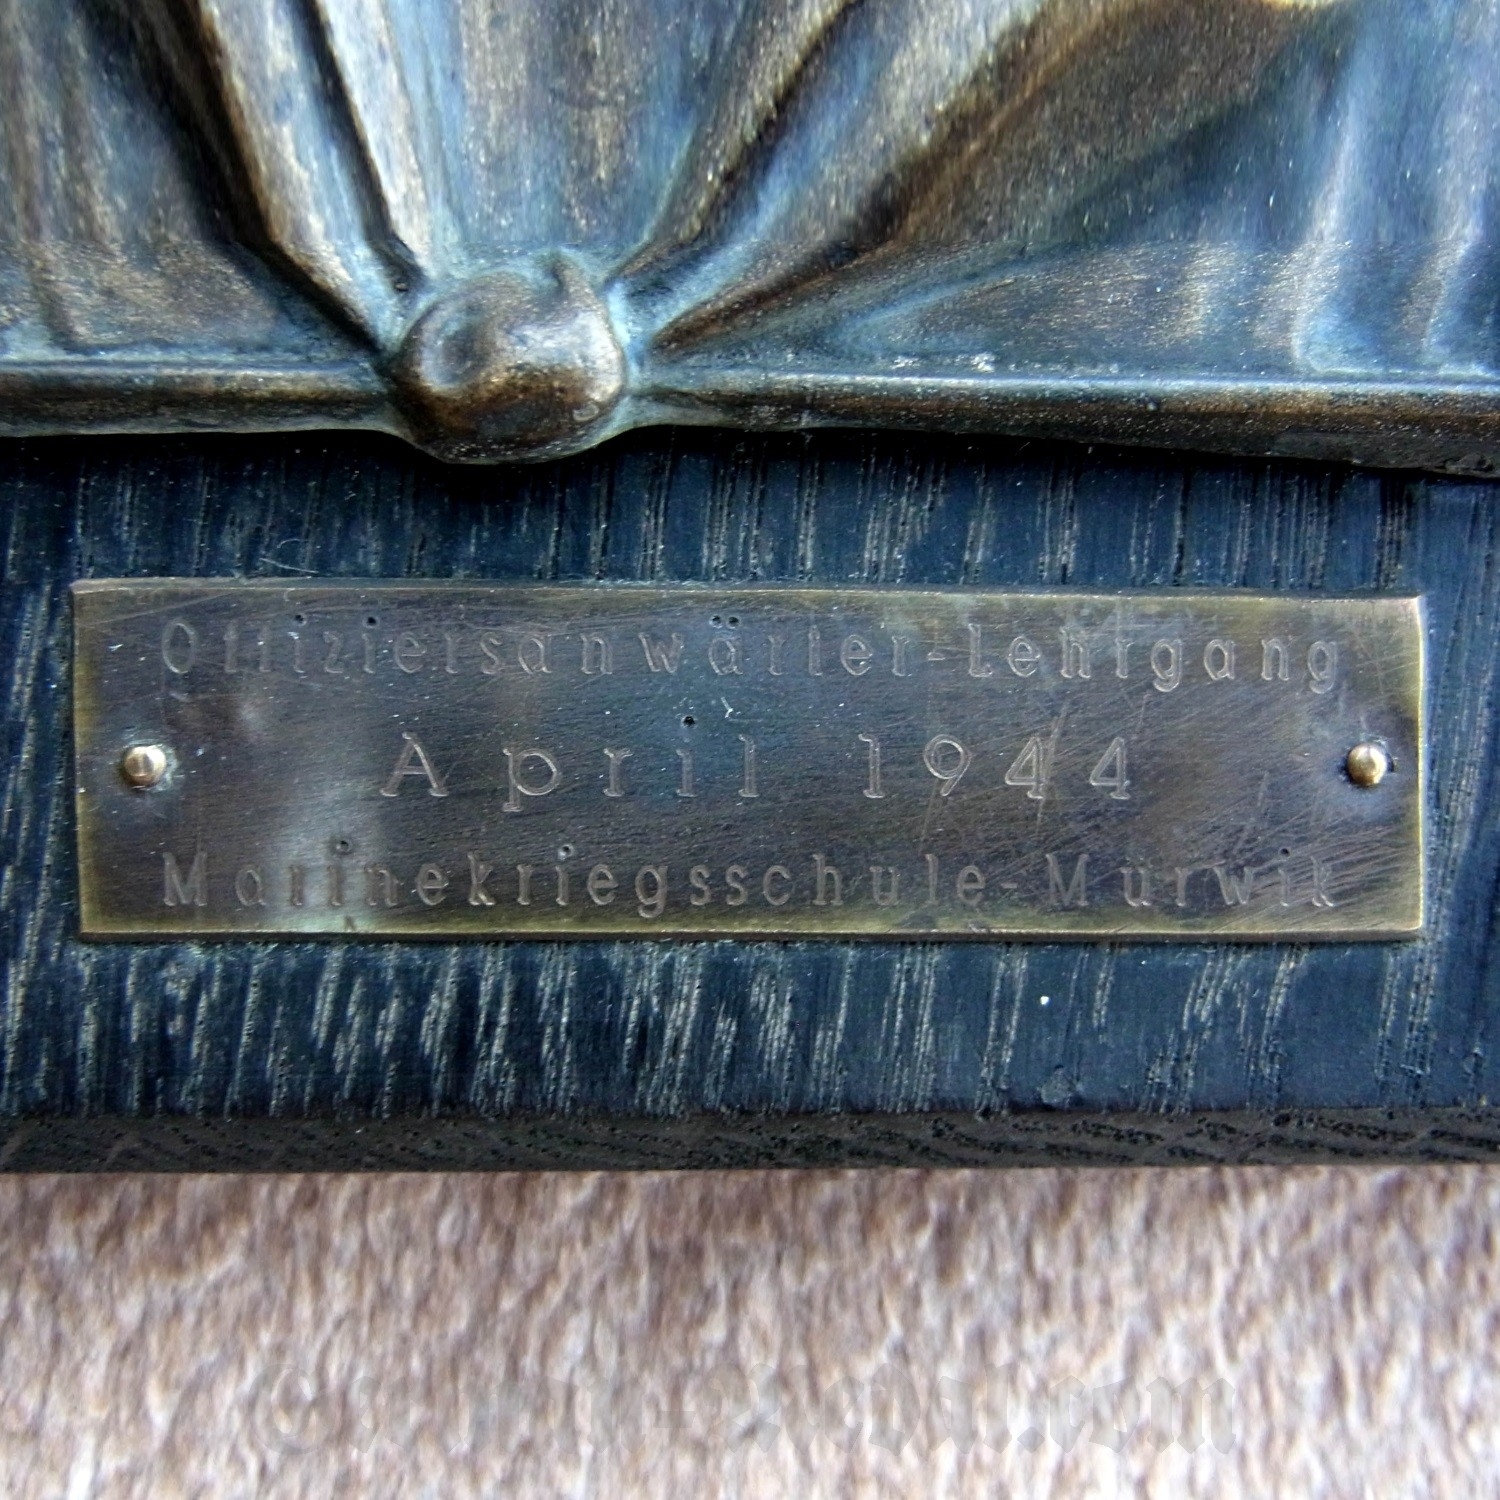 Offiziersanwärter-Lehrgang
April 1944
Marinekriegsschule-Mürwik